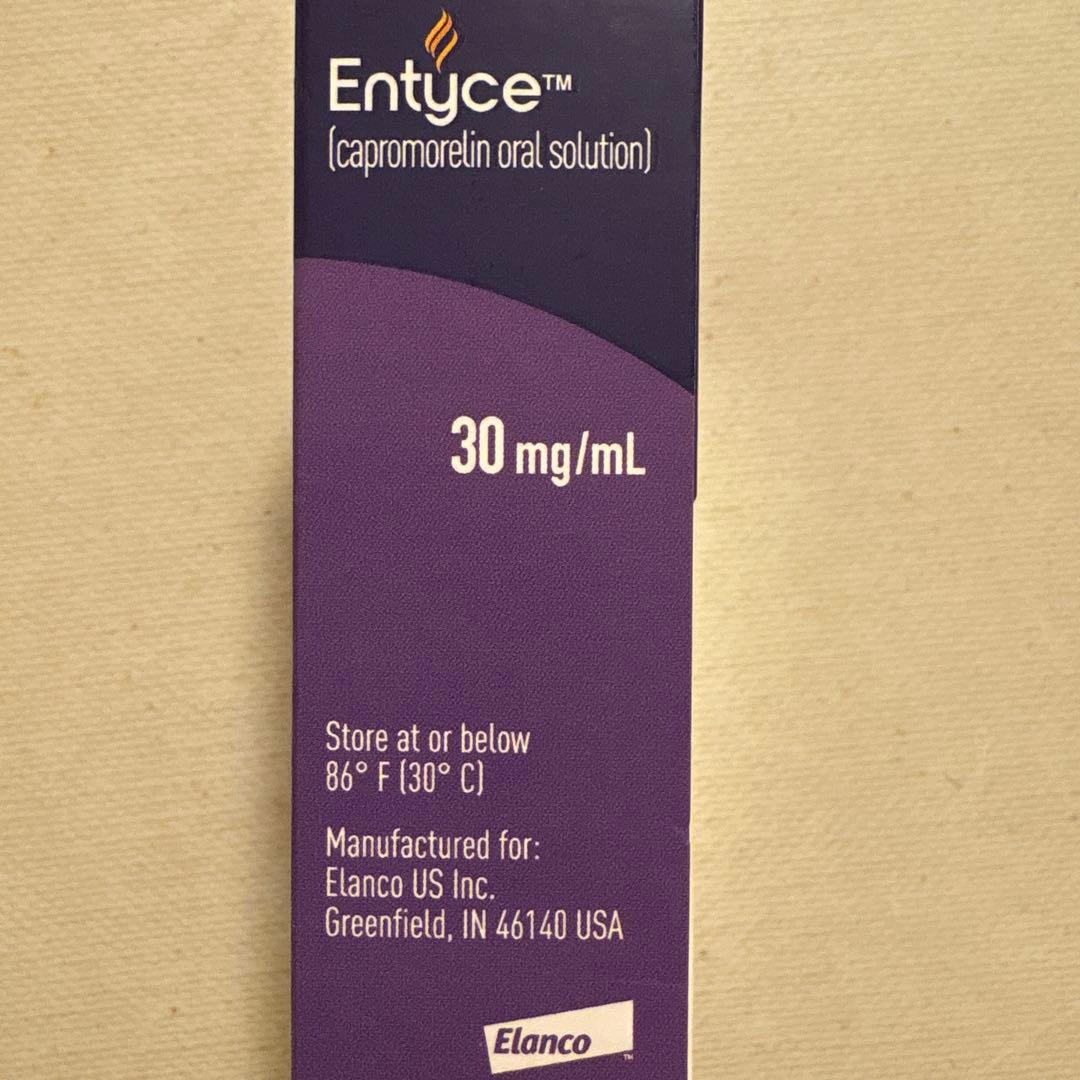 Entyce™
(capromorelin oral solution)
30 mg/mL
Store at or below
86° F (30° C)
Manufactured for:
Elanco US Inc.
Greenfield, IN 46140 USA
Elanco™